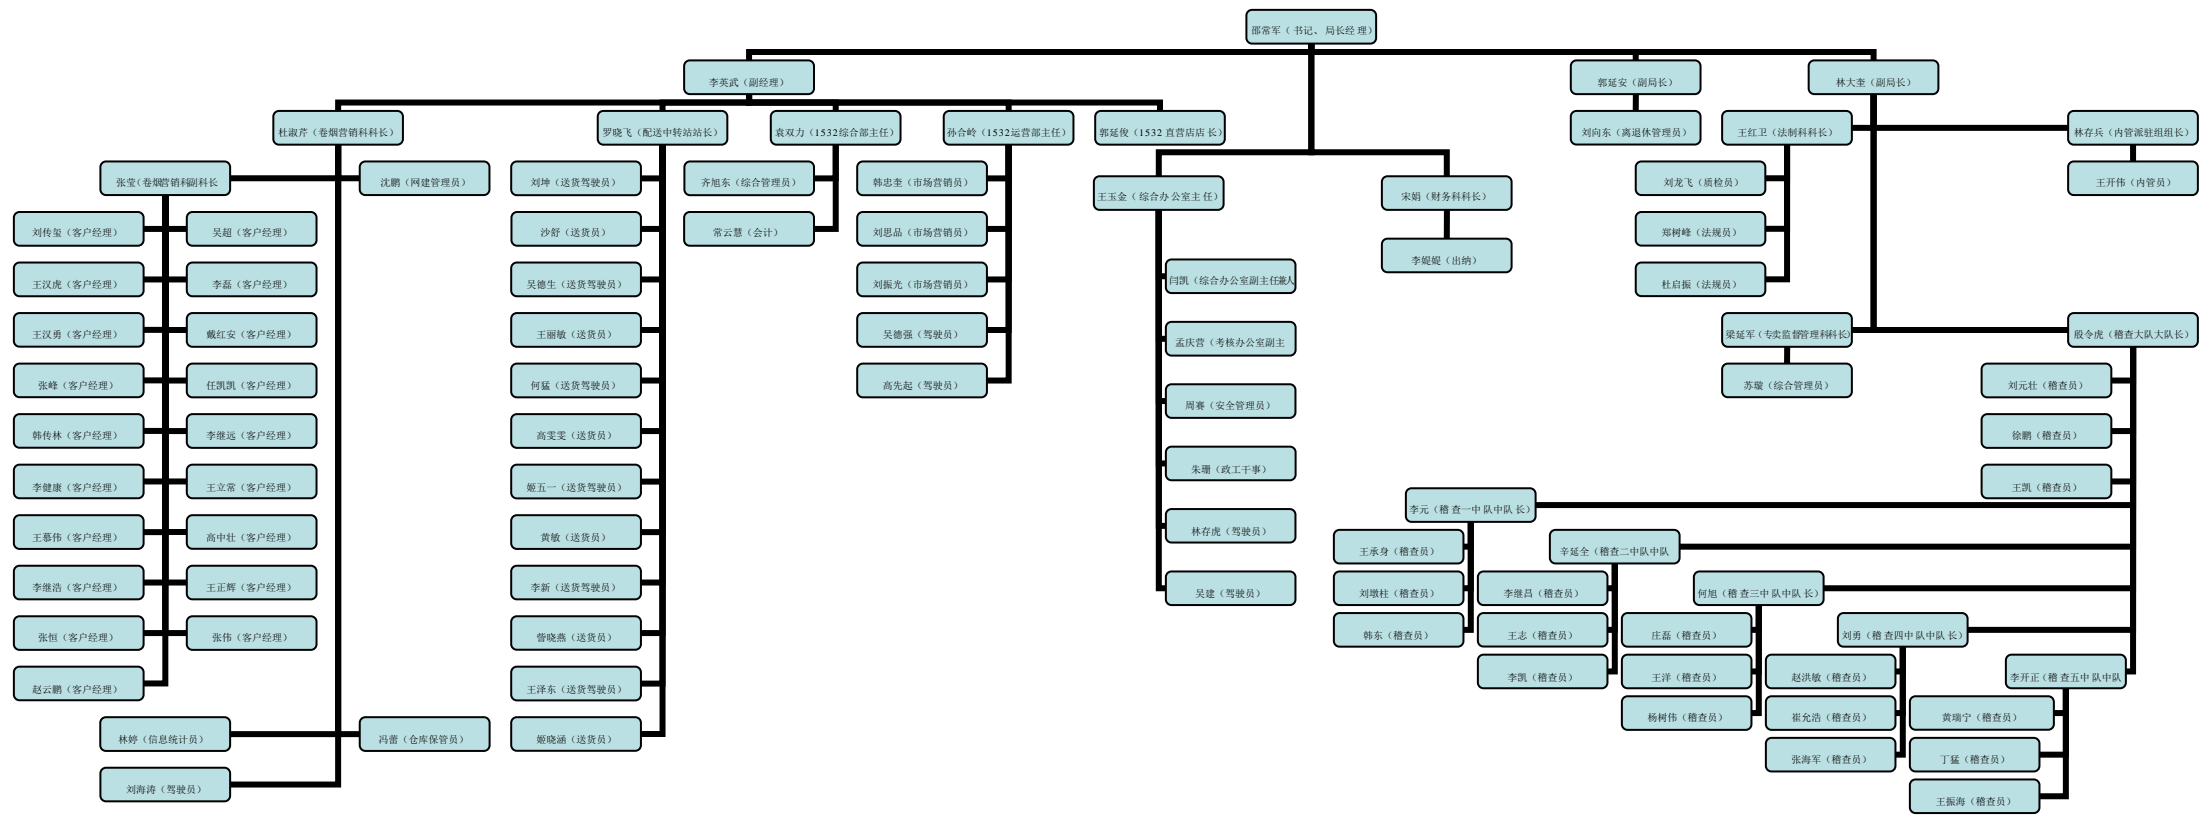 邵常军（书记、局长经理）
李英武（副经理）
郭延安（副局长）
林大奎（副局长）
杜淑芹（卷烟营销科科长）
罗晓飞（配送中转站站长）
袁双力（1532综合部主任）
孙合岭（1532运营部主任）
郭延俊（1532 直营店店长）
刘向东（离退休管理员）
王红卫（法制科科长）
林存兵（内管派驻组组长）
张莹（卷烟营销科副科长
沈鹏（网建管理员）
刘坤（送货驾驶员）
齐旭东（综合管理员）
韩忠奎（市场营销员）
王玉金（综合办公室主任）
宋娟（财务科科长）
刘龙飞（质检员）
王开伟（内管员）
刘传玺（客户经理）
吴超（客户经理）
沙舒（送货员）
常云慧（会计）
刘思品（市场营销员）
李媞媞（出纳）
郑树峰（法规员）
王汉虎（客户经理）
李磊（客户经理）
吴德生（送货驾驶员）
刘振光（市场营销员）
闫凯（综合办公室副主任兼人
杜启振（法规员）
王汉勇（客户经理）
戴红安（客户经理）
王丽敏（送货员）
吴德强（驾驶员）
孟庆营（考核办公室副主
梁延军（专卖监督管理科科长）
殷令虎（稽查大队大队长）
张峰（客户经理）
任凯凯（客户经理）
何猛（送货驾驶员）
高先起（驾驶员）
周赛（安全管理员）
苏璇（综合管理员）
刘元壮（稽查员）
韩传林（客户经理）
李继远（客户经理）
高雯雯（送货员）
朱珊（政工干事）
徐鹏（稽查员）
李健康（客户经理）
王立常（客户经理）
姬五一（送货驾驶员）
王凯（稽查员）
李元（稽查一中队中队长）
王慕伟（客户经理）
高中壮（客户经理）
黄敏（送货员）
林存虎（驾驶员）
王承身（稽查员）
辛延全（稽查二中队中队
李继浩（客户经理）
王正辉（客户经理）
李新（送货驾驶员）
吴建（驾驶员）
刘墩柱（稽查员）
李继昌（稽查员）
何旭（稽查三中队中队长）
张恒（客户经理）
张伟（客户经理）
訾晓燕（送货员）
韩东（稽查员）
王志（稽查员）
庄磊（稽查员）
刘勇（稽查四中队中队长）
赵云鹏（客户经理）
王泽东（送货驾驶员）
李凯（稽查员）
王洋（稽查员）
赵洪敏（稽查员）
李开正（稽查五中队中队
杨树伟（稽查员）
崔允浩（稽查员）
黄瑞宁（稽查员）
林婷（信息统计员）
冯蕾（仓库保管员）
姬晓涵（送货员）
张海军（稽查员）
丁猛（稽查员）
刘海涛（驾驶员）
王振海（稽查员）